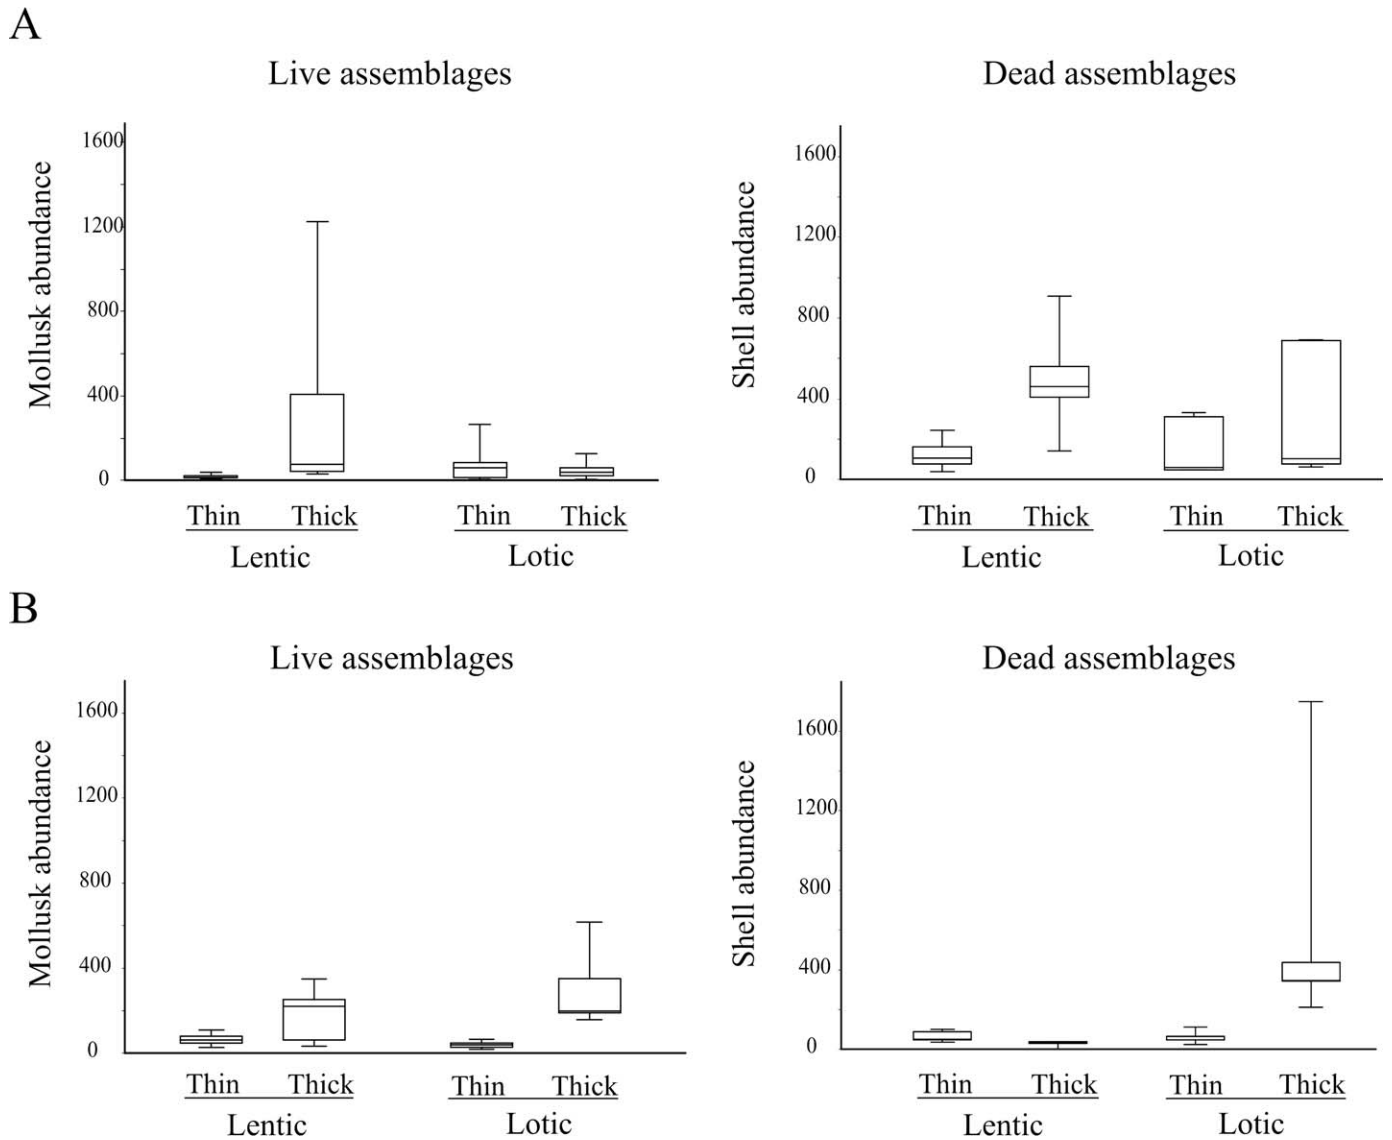 A
Live assemblages
Mollusk abundance
1600
1200
800
400
0
Thin Thick Thin Thick
Lentic Lotic
Dead assemblages
Shell abundance
1600
1200
800
400
0
Thin Thick Thin Thick
Lentic Lotic
B
Live assemblages
Mollusk abundance
1600
1200
800
400
0
Thin Thick Thin Thick
Lentic Lotic
Dead assemblages
Shell abundance
1600
1200
800
400
0
Thin Thick Thin Thick
Lentic Lotic